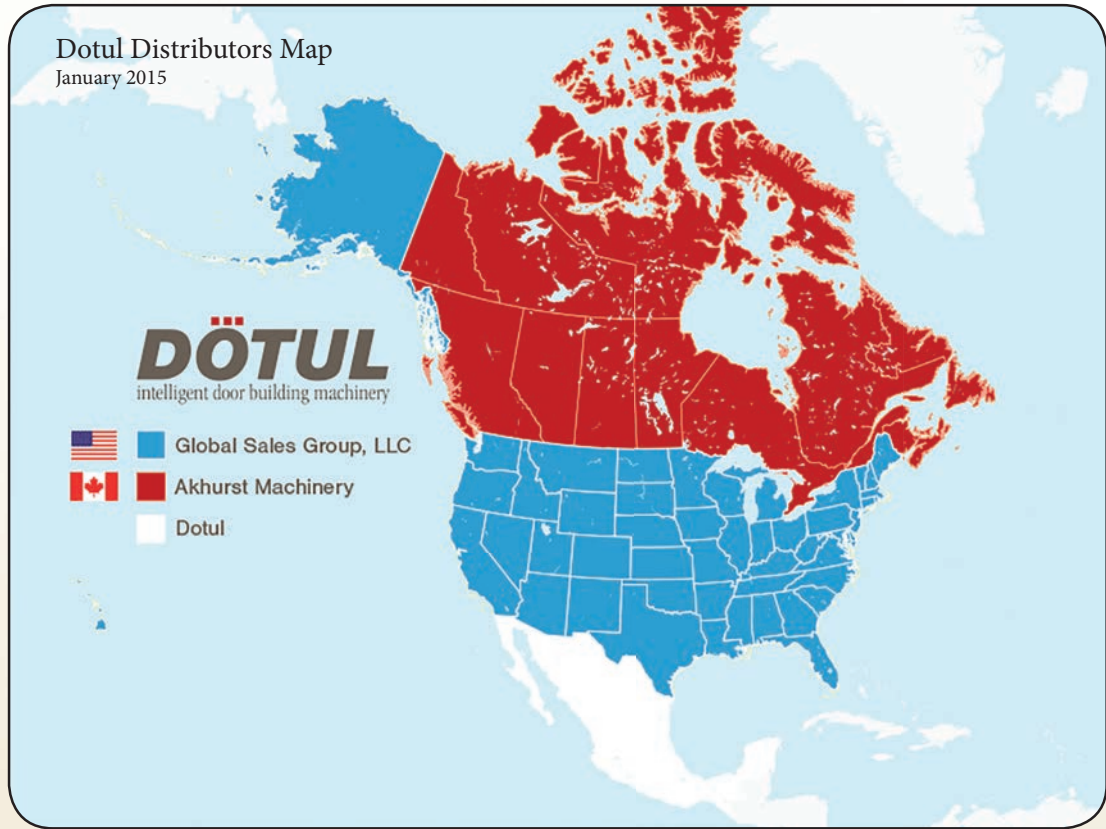 Dotul Distributors Map
January 2015
DÖTUL
intelligent door building machinery
Global Sales Group, LLC
Akhurst Machinery
Dotul